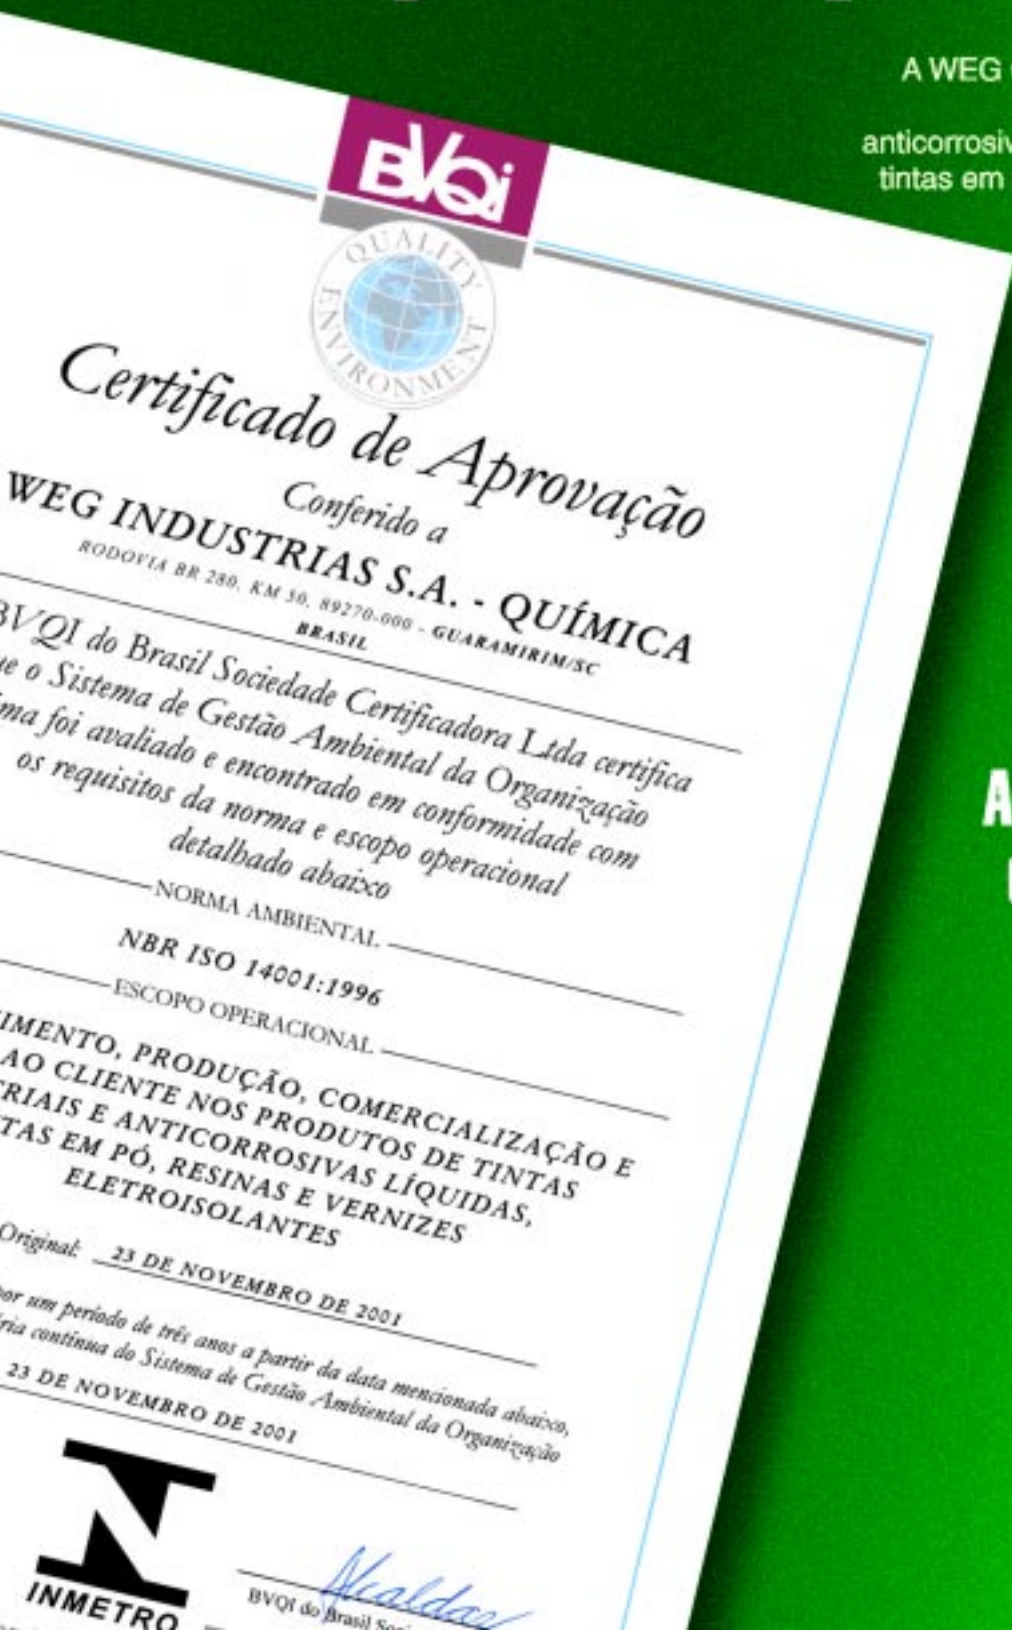 A WEG
anticorrosiv
tintas em
BVQi
QUALITY
ENVIRONMENT
Certificado de Aprovação
Conferido a
WEG INDUSTRIAS S.A. - QUÍMICA
RODOVIA BR 280, KM 50, 89270-000 - GUARAMIRIM/SC
BRASIL
BVQI do Brasil Sociedade Certificadora Ltda certifica
ue o Sistema de Gestão Ambiental da Organização
ma foi avaliado e encontrado em conformidade com
os requisitos da norma e escopo operacional
detalhado abaixo
NORMA AMBIENTAL
NBR ISO 14001:1996
ESCOPO OPERACIONAL
IMENTO, PRODUÇÃO, COMERCIALIZAÇÃO E
AO CLIENTE NOS PRODUTOS DE TINTAS
TRIAIS E ANTICORROSIVAS LÍQUIDAS,
TAS EM PÓ, RESINAS E VERNIZES
ELETROISOLANTES
Original: 23 DE NOVEMBRO DE 2001
por um período de três anos a partir da data mencionada abaixo,
ria contínua do Sistema de Gestão Ambiental da Organização
23 DE NOVEMBRO DE 2001
INMETRO
BVQI do Brasil Soci